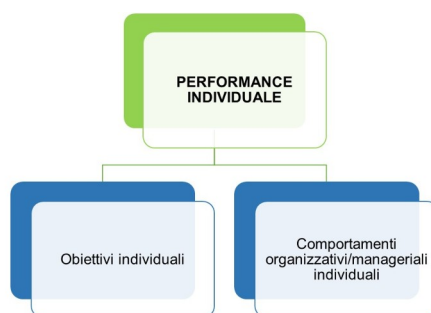 PERFORMANCE
INDIVIDUALE
Obiettivi individuali
Comportamenti
organizzativi/manageriali
individuali